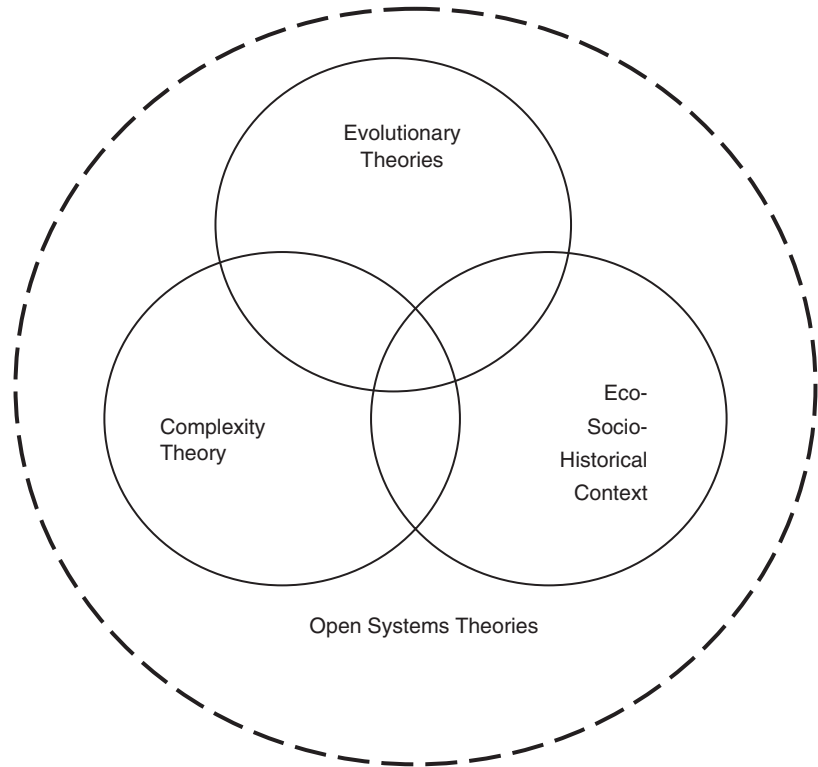 Evolutionary
Theories
Complexity
Theory
Eco-
Socio-
Historical
Context
Open Systems Theories